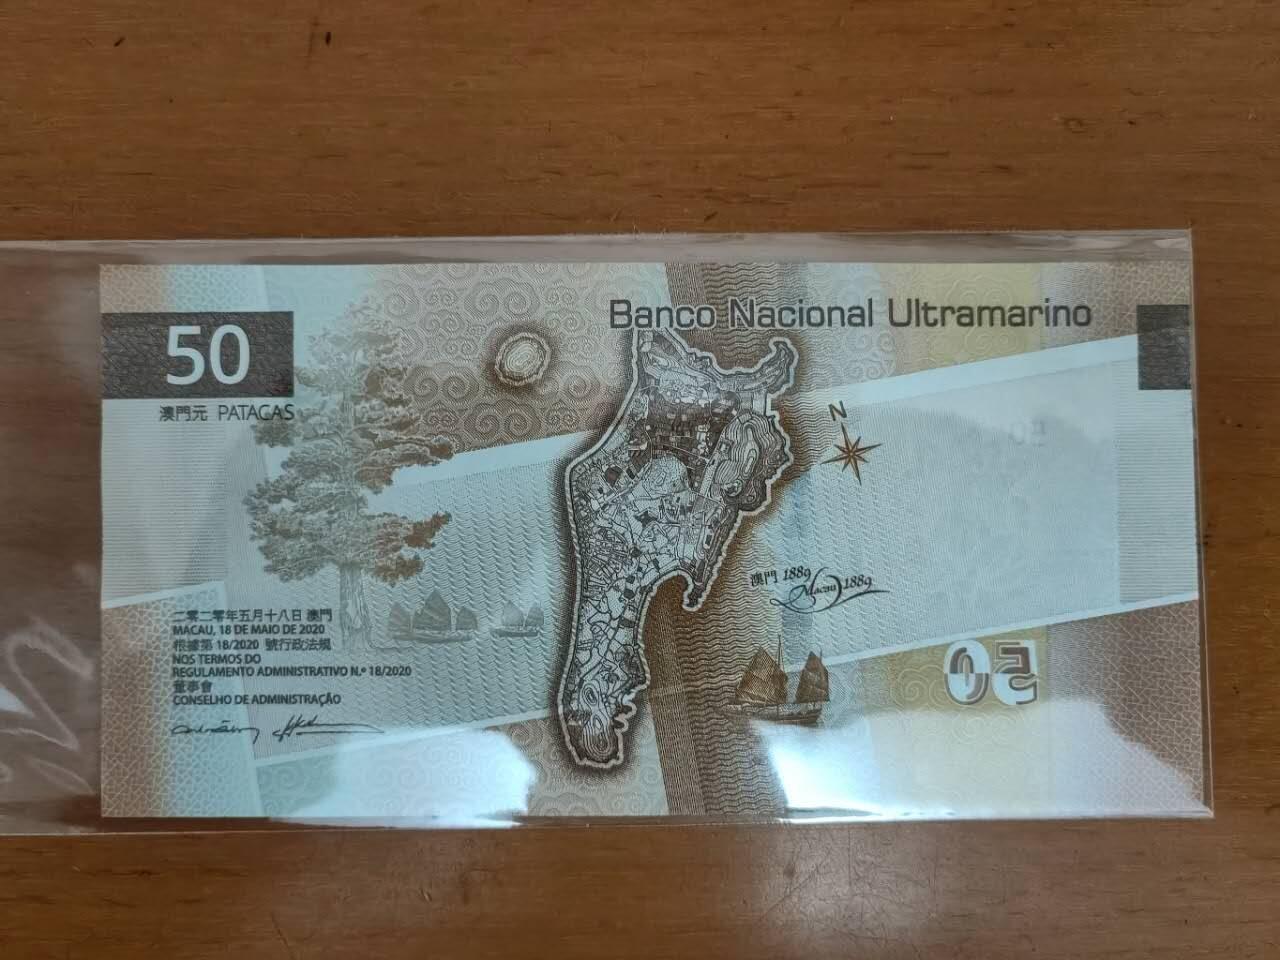 Banco Nacional Ultramarino
50
澳門元 PATACAS
N
澳門 1889 Macau 1889
二零二零年五月十八日 澳門
MACAU, 18 DE MAIO DE 2020
根據第 18/2020 號行政法規
NOS TERMOS DO
REGULAMENTO ADMINISTRATIVO N.º 18/2020
董事會
CONSELHO DE ADMINISTRAÇÃO
50